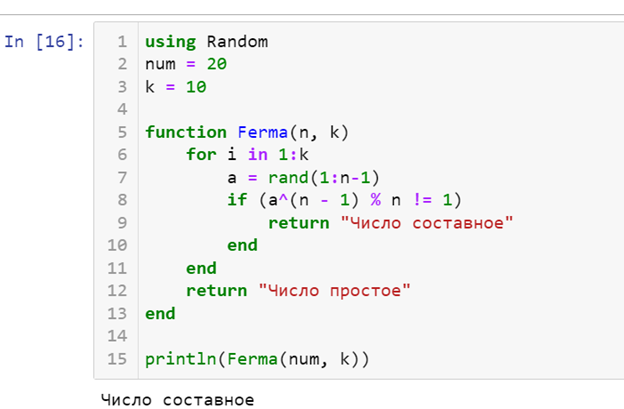 In [16]:
1 using Random
2 num = 20
3 k = 10
4
5 function Ferma(n, k)
6     for i in 1:k
7         a = rand(1:n-1)
8         if (a^(n - 1) % n != 1)
9             return "Число составное"
10         end
11     end
12     return "Число простое"
13 end
14
15 println(Ferma(num, k))
Число составное